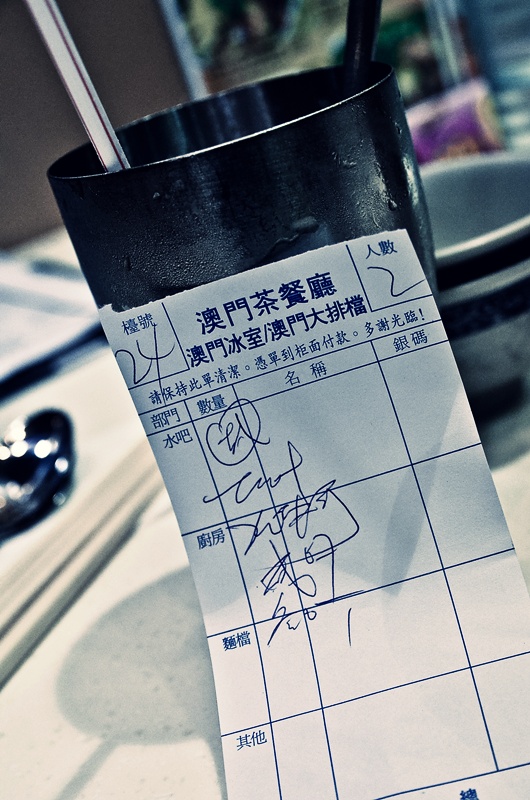 檯號 澳門茶餐廳 人數
24 澳門冰室/澳門大排檔 2
請保持此單清潔。憑單到柜面付款。多謝光臨!
部門 數量 名稱 銀碼
水吧
廚房
麵檔
其他
總